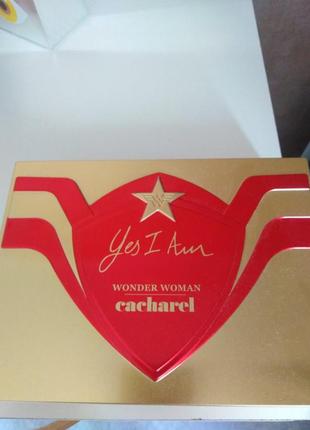 Yes I Am
WONDER WOMAN
cacharel